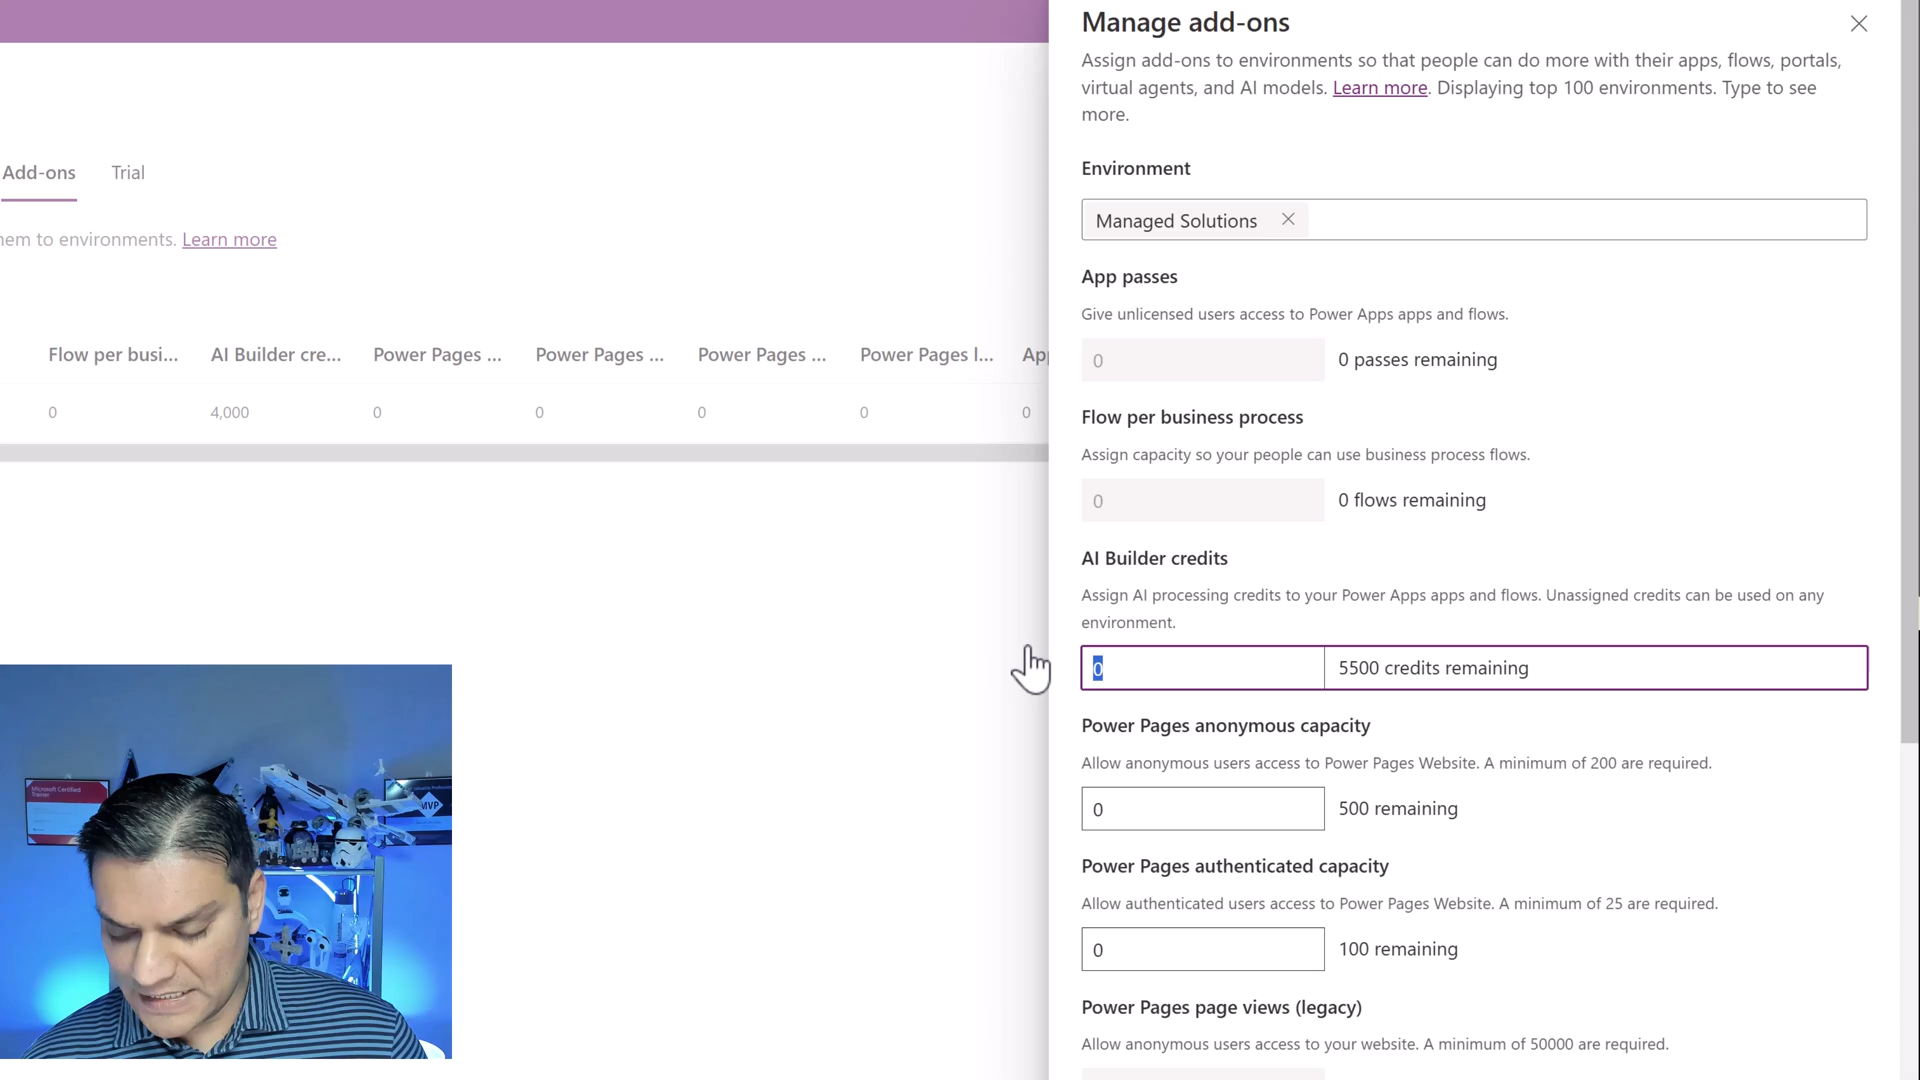 Manage add-ons
Assign add-ons to environments so that people can do more with their apps, flows, portals,
virtual agents, and AI models. Learn more. Displaying top 100 environments. Type to see
more.
Add-ons Trial
hem to environments. Learn more
Environment
Managed Solutions
App passes
Give unlicensed users access to Power Apps apps and flows.
0 0 passes remaining
Flow per busi... AI Builder cre... Power Pages ... Power Pages ... Power Pages ... Power Pages l... App
0 4,000 0 0 0 0 0
Flow per business process
Assign capacity so your people can use business process flows.
0 0 flows remaining
AI Builder credits
Assign AI processing credits to your Power Apps apps and flows. Unassigned credits can be used on any
environment.
0 5500 credits remaining
Power Pages anonymous capacity
Allow anonymous users access to Power Pages Website. A minimum of 200 are required.
0 500 remaining
Power Pages authenticated capacity
Allow authenticated users access to Power Pages Website. A minimum of 25 are required.
0 100 remaining
Power Pages page views (legacy)
Allow anonymous users access to your website. A minimum of 50000 are required.
Microsoft Certified
Trainer
MVP